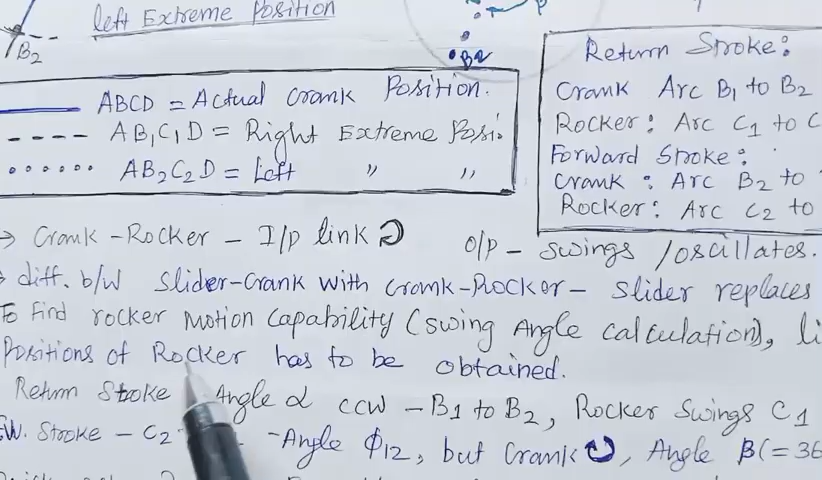 left Extreme Position
B2
B2
ABCD = Actual Crank Position.
AB1C1D = Right Extreme Posi
AB2C2D = Left " "
Return Stroke:
Crank Arc B1 to B2
Rocker: Arc C1 to C
Forward Stroke:
Crank: Arc B2 to
Rocker: Arc C2 to
→ Crank-Rocker - I/p link O/p - swings/oscillates.
diff. b/w Slider-Crank with Crank-Rocker - Slider replaces
To find rocker motion capability (swing Angle calculation), li
Positions of Rocker has to be obtained.
Return Stroke Angle α CCW - B1 to B2, Rocker Swings C1
W. Stroke - C2 - Angle Φ12, but Crank , Angle β(= 36